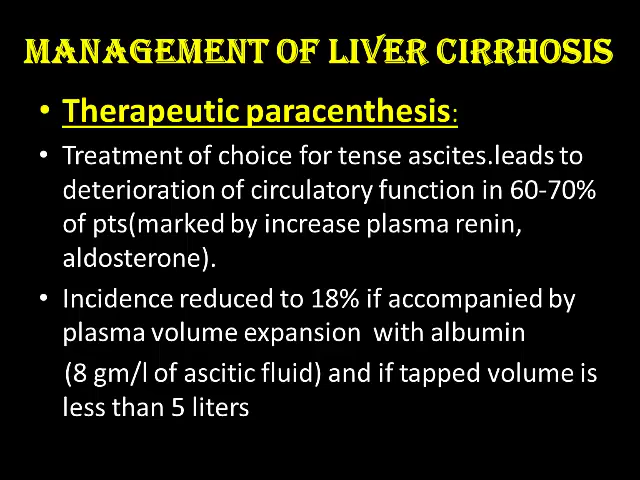 MANAGEMENT OF LIVER CIRRHOSIS
• Therapeutic paracenthesis:
• Treatment of choice for tense ascites.leads to
deterioration of circulatory function in 60-70%
of pts(marked by increase plasma renin,
aldosterone).
• Incidence reduced to 18% if accompanied by
plasma volume expansion with albumin
(8 gm/l of ascitic fluid) and if tapped volume is
less than 5 liters